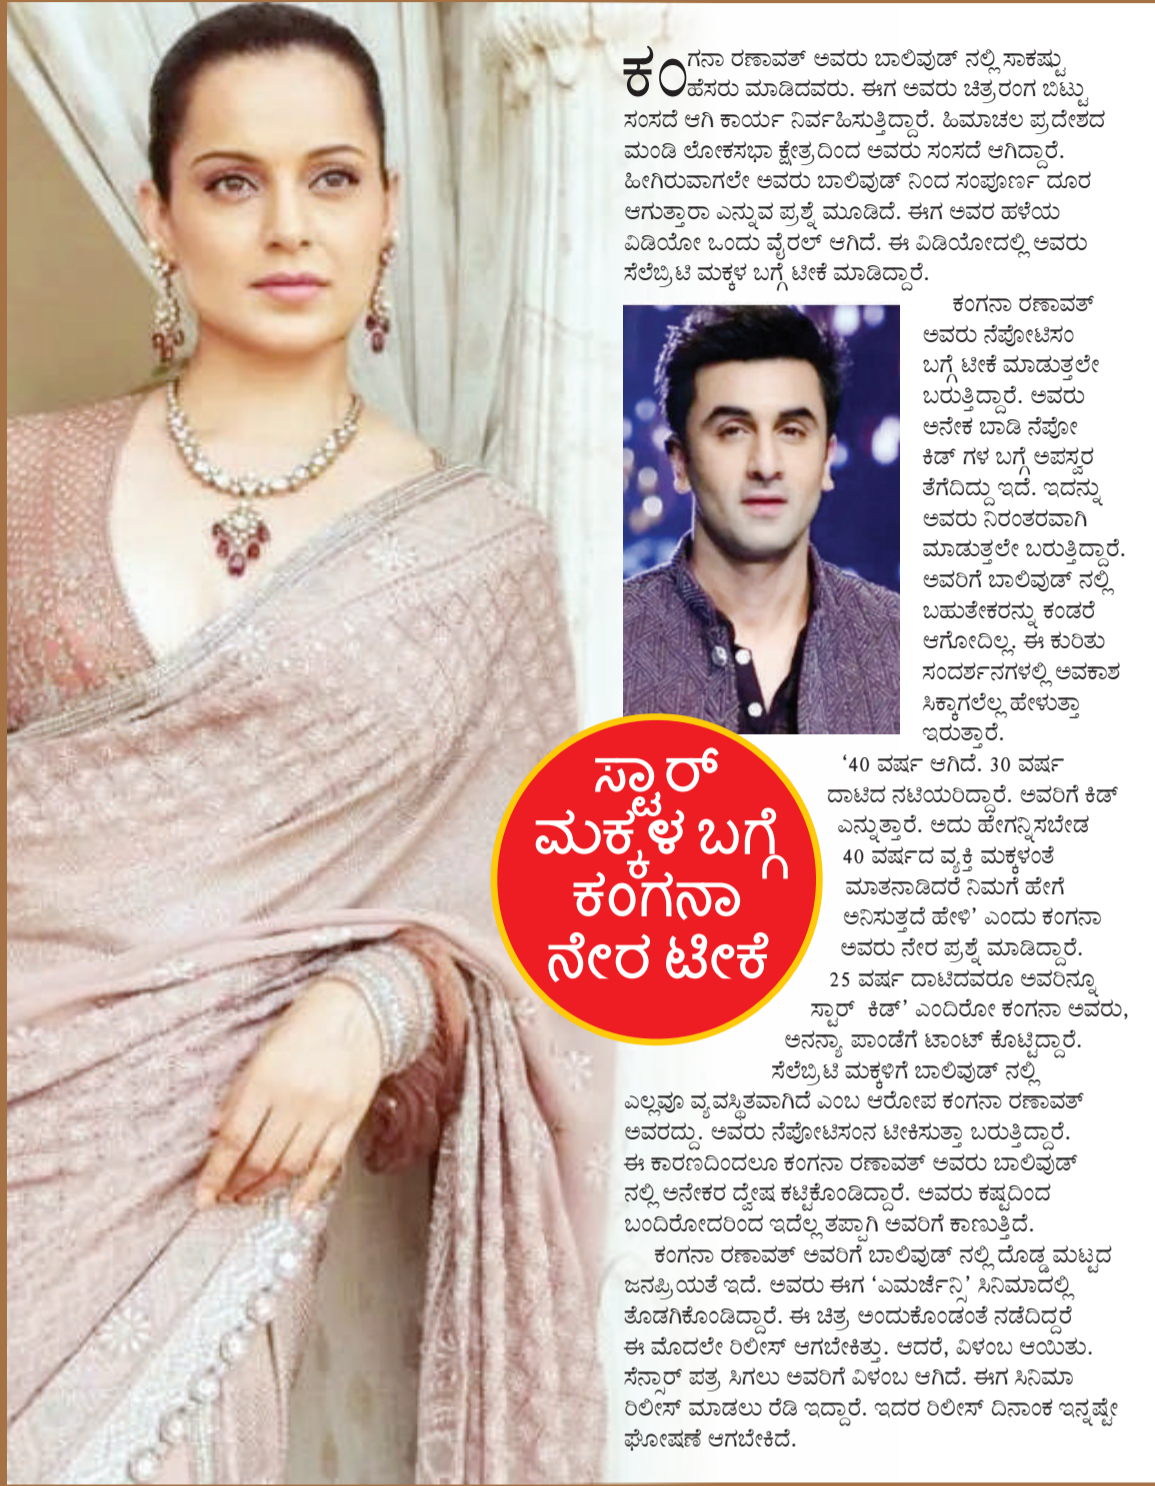 ಕಂಗನಾ ರಣಾವತ್ ಅವರು ಬಾಲಿವುಡ್ ನಲ್ಲಿ ಸಾಕಷ್ಟು
ಹೆಸರು ಮಾಡಿದವರು. ಈಗ ಅವರು ಚಿತ್ರರಂಗ ಬಿಟ್ಟು
ಸಂಸದೆ ಆಗಿ ಕಾರ್ಯ ನಿರ್ವಹಿಸುತ್ತಿದ್ದಾರೆ. ಹಿಮಾಚಲ ಪ್ರದೇಶದ
ಮಂಡಿ ಲೋಕಸಭಾ ಕ್ಷೇತ್ರದಿಂದ ಅವರು ಸಂಸದೆ ಆಗಿದ್ದಾರೆ.
ಹೀಗಿರುವಾಗಲೇ ಅವರು ಬಾಲಿವುಡ್ ನಿಂದ ಸಂಪೂರ್ಣ ದೂರ
ಆಗುತ್ತಾರಾ ಎನ್ನುವ ಪ್ರಶ್ನೆ ಮೂಡಿದೆ. ಈಗ ಅವರ ಹಳೆಯ
ವಿಡಿಯೋ ಒಂದು ವೈರಲ್ ಆಗಿದೆ. ಈ ವಿಡಿಯೋದಲ್ಲಿ ಅವರು
ಸೆಲೆಬ್ರಿಟಿ ಮಕ್ಕಳ ಬಗ್ಗೆ ಟೀಕೆ ಮಾಡಿದ್ದಾರೆ.
ಕಂಗನಾ ರಣಾವತ್
ಅವರು ನೆಪೋಟಿಸಂ
ಬಗ್ಗೆ ಟೀಕೆ ಮಾಡುತ್ತಲೇ
ಬರುತ್ತಿದ್ದಾರೆ. ಅವರು
ಅನೇಕ ಬಾಡಿ ನೆಪೋ
ಕಿಡ್ ಗಳ ಬಗ್ಗೆ ಅಪಸ್ವರ
ತೆಗೆದಿದ್ದು ಇದೆ. ಇದನ್ನು
ಅವರು ನಿರಂತರವಾಗಿ
ಮಾಡುತ್ತಲೇ ಬರುತ್ತಿದ್ದಾರೆ.
ಅವರಿಗೆ ಬಾಲಿವುಡ್ ನಲ್ಲಿ
ಬಹುತೇಕರನ್ನು ಕಂಡರೆ
ಆಗೋದಿಲ್ಲ. ಈ ಕುರಿತು
ಸಂದರ್ಶನಗಳಲ್ಲಿ ಅವಕಾಶ
ಸಿಕ್ಕಾಗಲೆಲ್ಲ ಹೇಳುತ್ತಾ
ಇರುತ್ತಾರೆ.
‘40 ವರ್ಷ ಆಗಿದೆ. 30 ವರ್ಷ
ದಾಟಿದ ನಟಿಯರಿದ್ದಾರೆ. ಅವರಿಗೆ ಕಿಡ್
ಎನ್ನುತ್ತಾರೆ. ಅದು ಹೇಗನ್ನಿಸಬೇಡ
40 ವರ್ಷದ ವ್ಯಕ್ತಿ ಮಕ್ಕಳಂತೆ
ಮಾತನಾಡಿದರೆ ನಿಮಗೆ ಹೇಗೆ
ಅನಿಸುತ್ತದೆ ಹೇಳಿ’ ಎಂದು ಕಂಗನಾ
ಅವರು ನೇರ ಪ್ರಶ್ನೆ ಮಾಡಿದ್ದಾರೆ.
25 ವರ್ಷ ದಾಟಿದವರೂ ಅವರಿನ್ನೂ
ಸ್ಟಾರ್ ಕಿಡ್’ ಎಂದಿರೋ ಕಂಗನಾ ಅವರು,
ಅನನ್ಯಾ ಪಾಂಡೆಗೆ ಟಾಂಟ್ ಕೊಟ್ಟಿದ್ದಾರೆ.
ಸೆಲೆಬ್ರಿಟಿ ಮಕ್ಕಳಿಗೆ ಬಾಲಿವುಡ್ ನಲ್ಲಿ
ಎಲ್ಲವೂ ವ್ಯವಸ್ಥಿತವಾಗಿದೆ ಎಂಬ ಆರೋಪ ಕಂಗನಾ ರಣಾವತ್
ಅವರದ್ದು. ಅವರು ನೆಪೋಟಿಸಂನ ಟೀಕಿಸುತ್ತಾ ಬರುತ್ತಿದ್ದಾರೆ.
ಈ ಕಾರಣದಿಂದಲೂ ಕಂಗನಾ ರಣಾವತ್ ಅವರು ಬಾಲಿವುಡ್
ನಲ್ಲಿ ಅನೇಕರ ದ್ವೇಷ ಕಟ್ಟಿಕೊಂಡಿದ್ದಾರೆ. ಅವರು ಕಷ್ಟದಿಂದ
ಬಂದಿರೋದರಿಂದ ಇದೆಲ್ಲ ತಪ್ಪಾಗಿ ಅವರಿಗೆ ಕಾಣುತ್ತಿದೆ.
ಕಂಗನಾ ರಣಾವತ್ ಅವರಿಗೆ ಬಾಲಿವುಡ್ ನಲ್ಲಿ ದೊಡ್ಡ ಮಟ್ಟದ
ಜನಪ್ರಿಯತೆ ಇದೆ. ಅವರು ಈಗ ‘ಎಮರ್ಜೆನ್ಸಿ’ ಸಿನಿಮಾದಲ್ಲಿ
ತೊಡಗಿಕೊಂಡಿದ್ದಾರೆ. ಈ ಚಿತ್ರ ಅಂದುಕೊಂಡಂತೆ ನಡೆದಿದ್ದರೆ
ಈ ಮೊದಲೇ ರಿಲೀಸ್ ಆಗಬೇಕಿತ್ತು. ಆದರೆ, ವಿಳಂಬ ಆಯಿತು.
ಸೆನ್ಸಾರ್ ಪತ್ರ ಸಿಗಲು ಅವರಿಗೆ ವಿಳಂಬ ಆಗಿದೆ. ಈಗ ಸಿನಿಮಾ
ರಿಲೀಸ್ ಮಾಡಲು ರೆಡಿ ಇದ್ದಾರೆ. ಇದರ ರಿಲೀಸ್ ದಿನಾಂಕ ಇನ್ನಷ್ಟೇ
ಘೋಷಣೆ ಆಗಬೇಕಿದೆ.
ಸ್ಟಾರ್
ಮಕ್ಕಳ ಬಗ್ಗೆ
ಕಂಗನಾ
ನೇರ ಟೀಕೆ